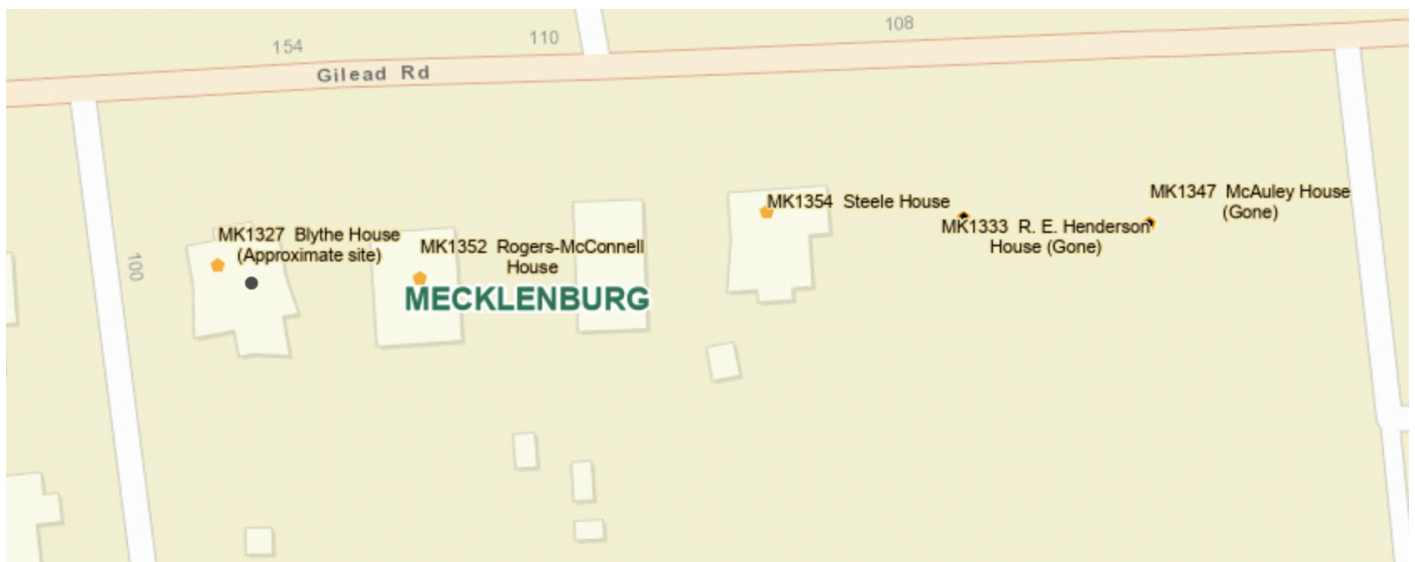 108
110
154
Gilead Rd
MK1347 McAuley House
(Gone)
MK1354 Steele House
MK1333 R. E. Henderson
House (Gone)
MK1327 Blythe House
(Approximate site)
MK1352 Rogers-McConnell
House
100
MECKLENBURG